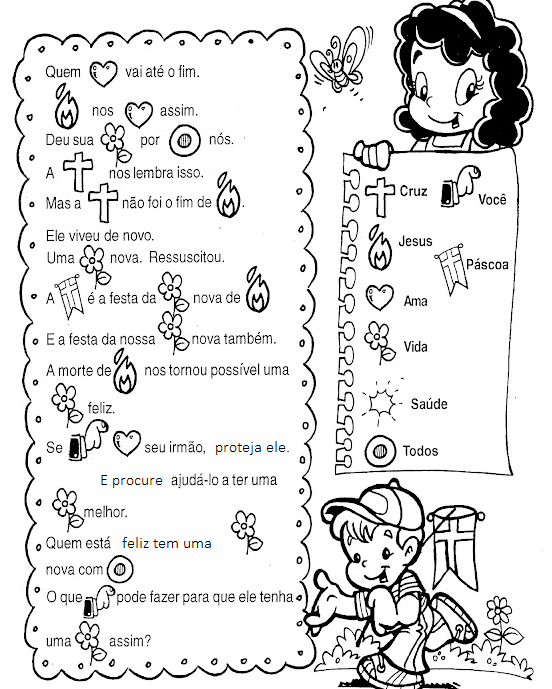 Quem vai até o fim.
nos assim.
Deu sua por nós.
A nos lembra isso.
Mas a não foi o fim de .
Ele viveu de novo.
Uma nova. Ressuscitou.
A é a festa da nova de
E a festa da nossa nova também.
A morte de nos tornou possível uma
feliz.
Se seu irmão, proteja ele.
E procure ajudá-lo a ter uma
melhor.
Quem está feliz tem uma
nova com
O que pode fazer para que ele tenha
uma assim?
Cruz
Você
Jesus
Páscoa
Ama
Vida
Saúde
Todos